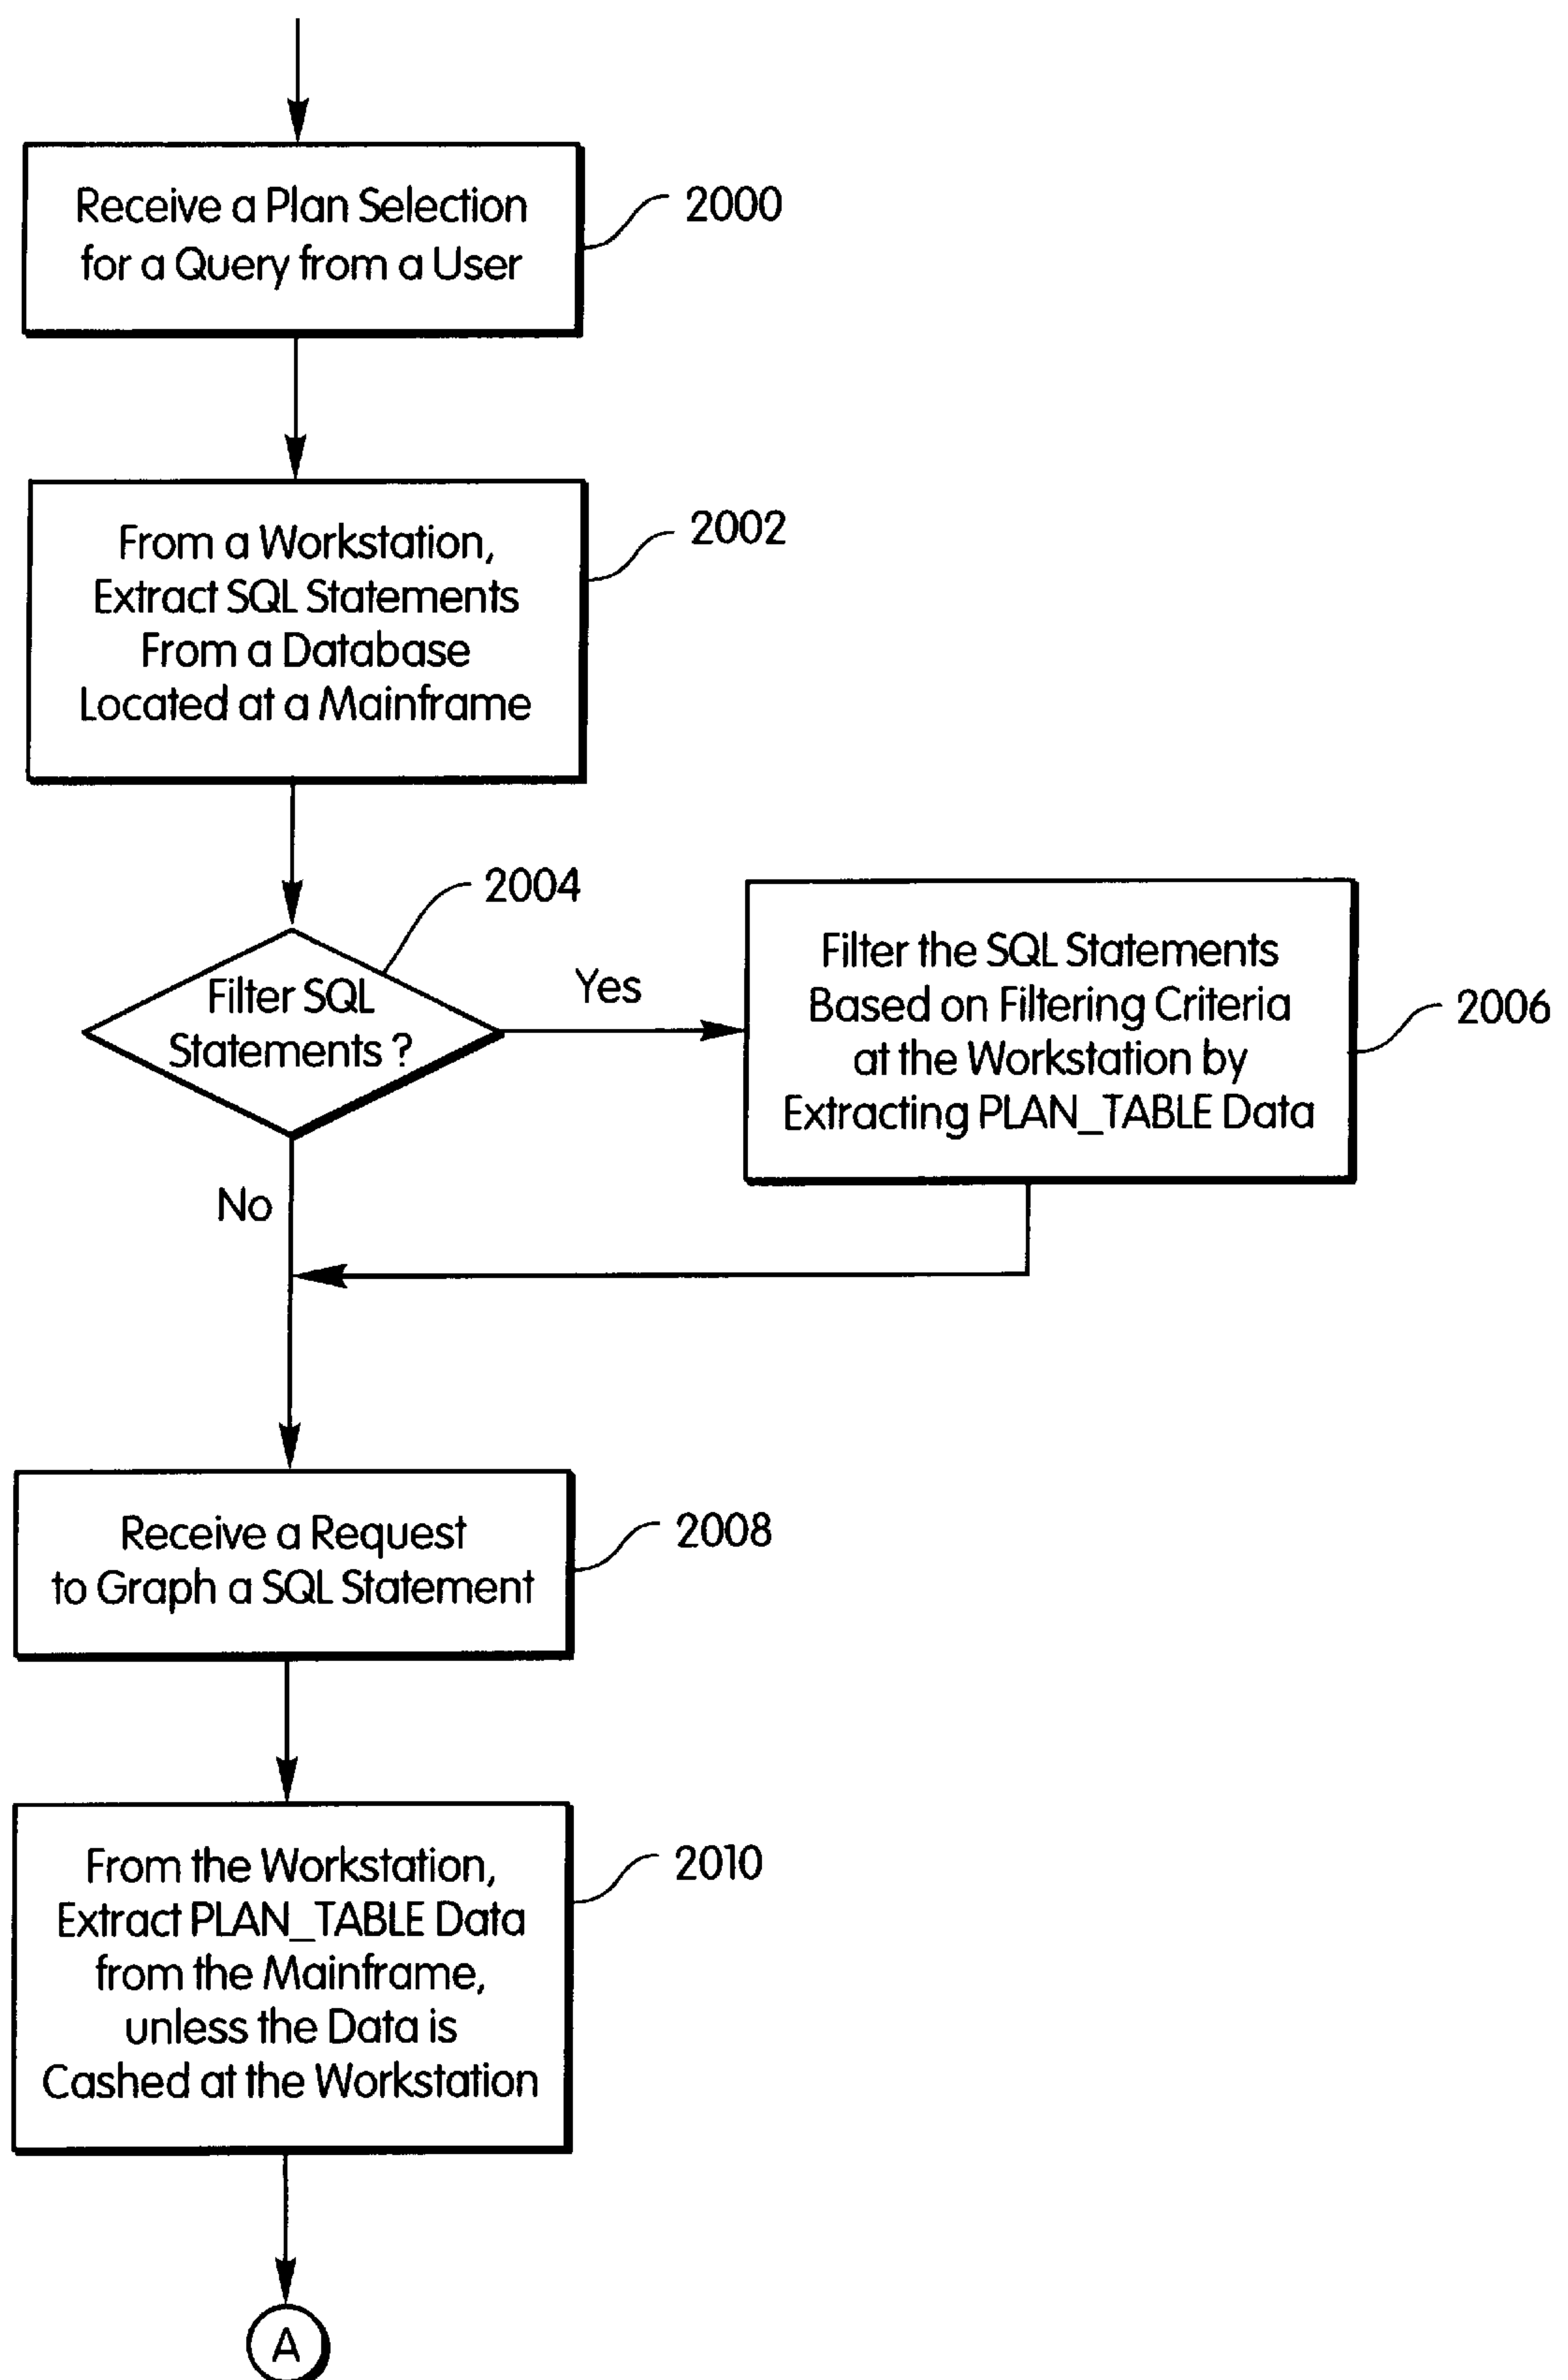 Receive a Plan Selection
for a Query from a User
2000
From a Workstation,
Extract SQL Statements
From a Database
Located at a Mainframe
2002
2004
Filter SQL
Statements ?
Yes
Filter the SQL Statements
Based on Filtering Criteria
at the Workstation by
Extracting PLAN_TABLE Data
2006
No
Receive a Request
to Graph a SQL Statement
2008
From the Workstation,
Extract PLAN_TABLE Data
from the Mainframe,
unless the Data is
Cashed at the Workstation
2010
A